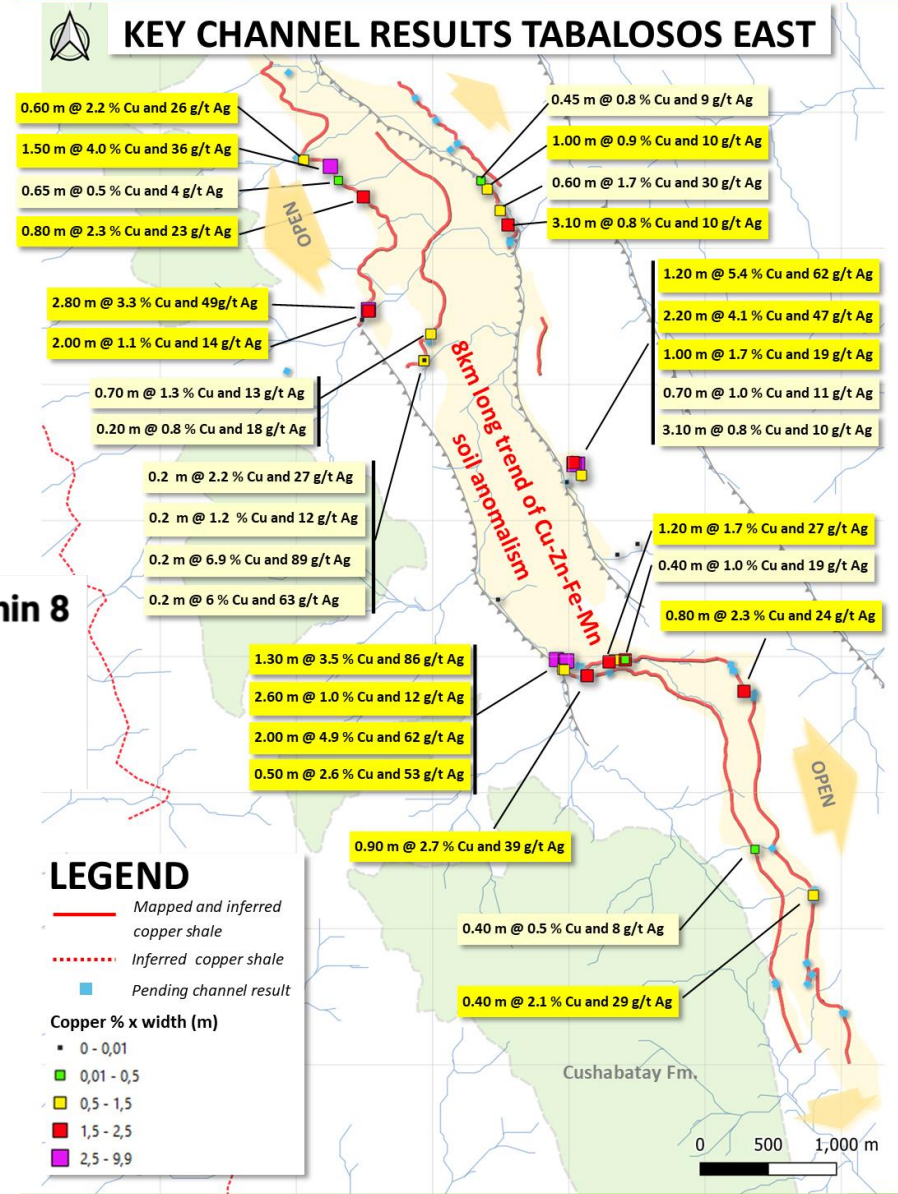 KEY CHANNEL RESULTS TABALOSOS EAST
0.60 m @ 2.2 % Cu and 26 g/t Ag
1.50 m @ 4.0 % Cu and 36 g/t Ag
0.65 m @ 0.5 % Cu and 4 g/t Ag
0.80 m @ 2.3 % Cu and 23 g/t Ag
OPEN
0.45 m @ 0.8 % Cu and 9 g/t Ag
1.00 m @ 0.9 % Cu and 10 g/t Ag
0.60 m @ 1.7 % Cu and 30 g/t Ag
3.10 m @ 0.8 % Cu and 10 g/t Ag
2.80 m @ 3.3 % Cu and 49g/t Ag
2.00 m @ 1.1 % Cu and 14 g/t Ag
1.20 m @ 5.4 % Cu and 62 g/t Ag
2.20 m @ 4.1 % Cu and 47 g/t Ag
1.00 m @ 1.7 % Cu and 19 g/t Ag
0.70 m @ 1.0 % Cu and 11 g/t Ag
3.10 m @ 0.8 % Cu and 10 g/t Ag
0.70 m @ 1.3 % Cu and 13 g/t Ag
0.20 m @ 0.8 % Cu and 18 g/t Ag
8km long trend of Cu-Zn-Fe-Mn
soil anomalism
0.2 m @ 2.2 % Cu and 27 g/t Ag
0.2 m @ 1.2 % Cu and 12 g/t Ag
0.2 m @ 6.9 % Cu and 89 g/t Ag
0.2 m @ 6 % Cu and 63 g/t Ag
1.20 m @ 1.7 % Cu and 27 g/t Ag
0.40 m @ 1.0 % Cu and 19 g/t Ag
0.80 m @ 2.3 % Cu and 24 g/t Ag
min 8
1.30 m @ 3.5 % Cu and 86 g/t Ag
2.60 m @ 1.0 % Cu and 12 g/t Ag
2.00 m @ 4.9 % Cu and 62 g/t Ag
0.50 m @ 2.6 % Cu and 53 g/t Ag
OPEN
0.90 m @ 2.7 % Cu and 39 g/t Ag
0.40 m @ 0.5 % Cu and 8 g/t Ag
0.40 m @ 2.1 % Cu and 29 g/t Ag
Cushabatay Fm.
LEGEND
Mapped and inferred
copper shale
Inferred copper shale
Pending channel result
Copper % x width (m)
0 - 0,01
0,01 - 0,5
0,5 - 1,5
1,5 - 2,5
2,5 - 9,9
0 500 1,000 m